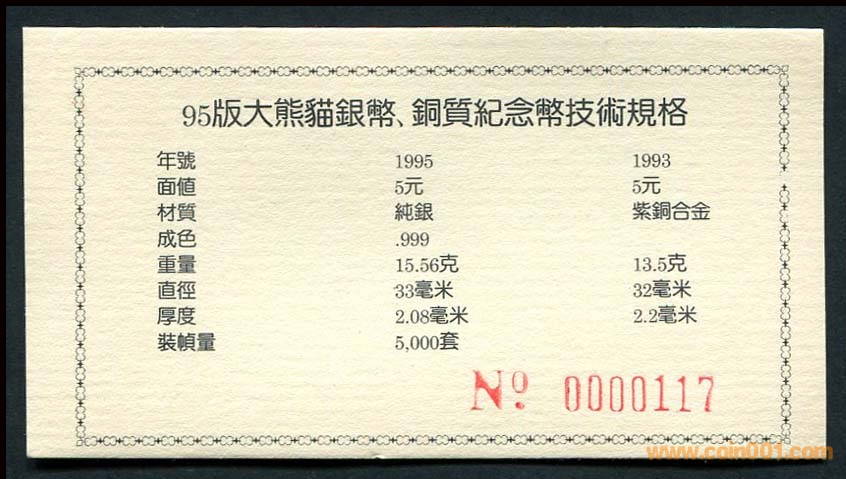 95版大熊貓銀幣、銅質紀念幣技術規格
年號 1995 1993
面值 5元 5元
材質 純銀 紫銅合金
成色 .999
重量 15.56克 13.5克
直徑 33毫米 32毫米
厚度 2.08毫米 2.2毫米
裝幀量 5,000套
Nº 0000117
www.coin001.com